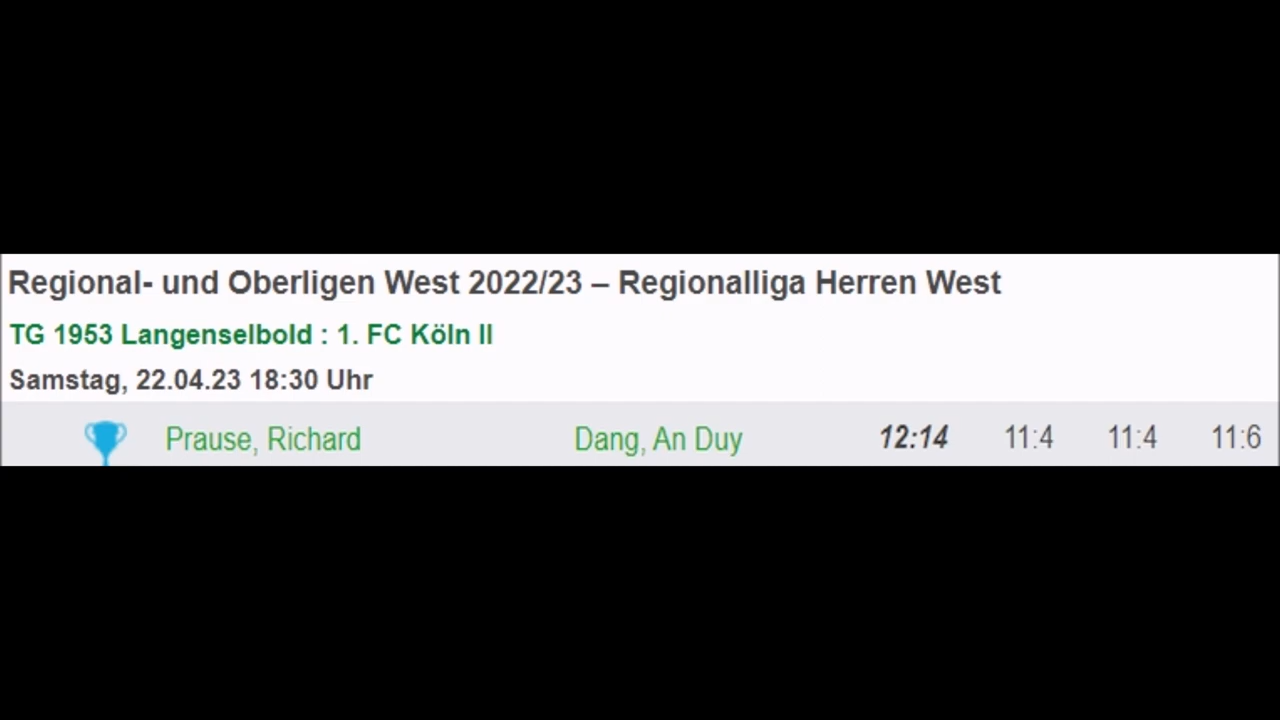 Regional- und Oberligen West 2022/23 – Regionalliga Herren West
TG 1953 Langenselbold : 1. FC Köln II
Samstag, 22.04.23 18:30 Uhr
Prause, Richard Dang, An Duy 12:14 11:4 11:4 11:6